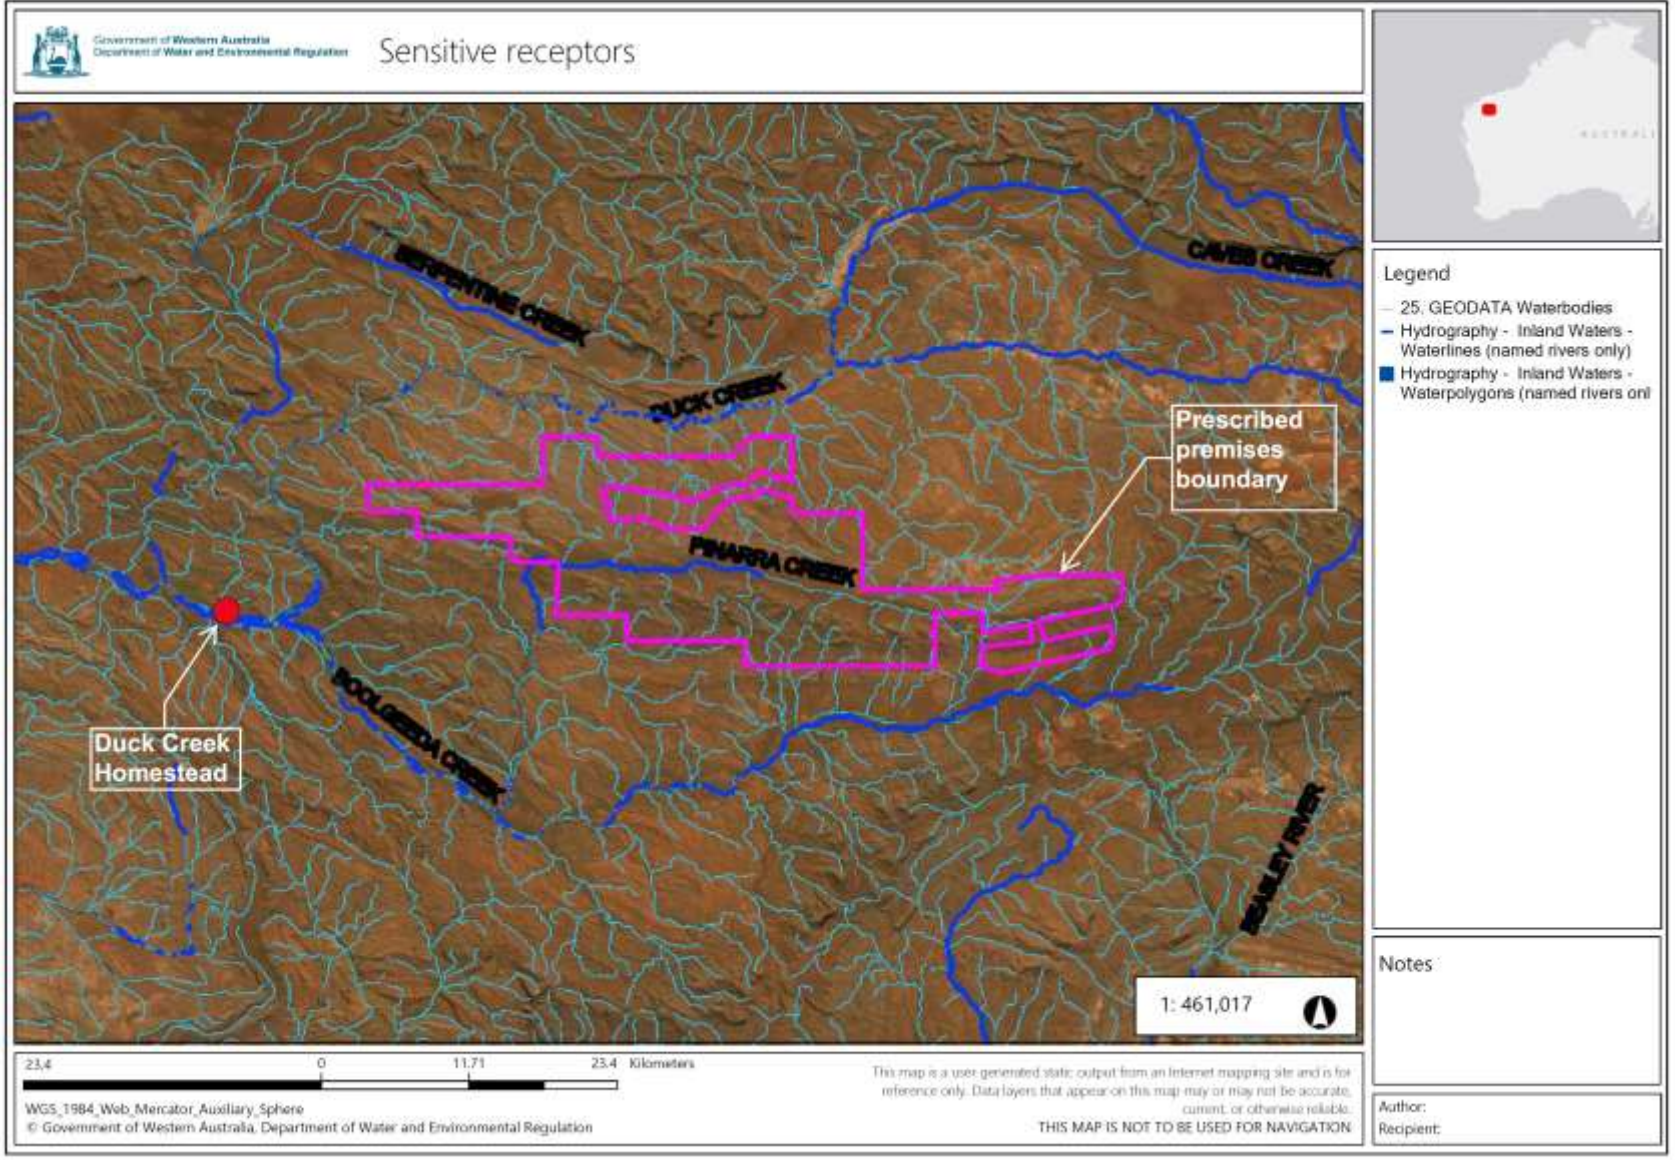 Government of Western Australia
Department of Water and Environmental Regulation
Sensitive receptors
SERPENTINE CREEK
CAVES CREEK
DUCK CREEK
Prescribed
premises
boundary
PINARRA CREEK
BOOLGEEDA CREEK
Duck Creek
Homestead
BEASLEY RIVER
1: 461,017
AUSTRALI
Legend
25. GEODATA Waterbodies
Hydrography - Inland Waters -
Waterlines (named rivers only)
Hydrography - Inland Waters -
Waterpolygons (named rivers onl
Notes
Author:
Recipient:
23.4 0 11.71 23.4 Kilometers
WGS_1984_Web_Mercator_Auxiliary_Sphere
© Government of Western Australia, Department of Water and Environmental Regulation
This map is a user generated static output from an Internet mapping site and is for
reference only. Data layers that appear on this map may or may not be accurate,
current, or otherwise reliable.
THIS MAP IS NOT TO BE USED FOR NAVIGATION